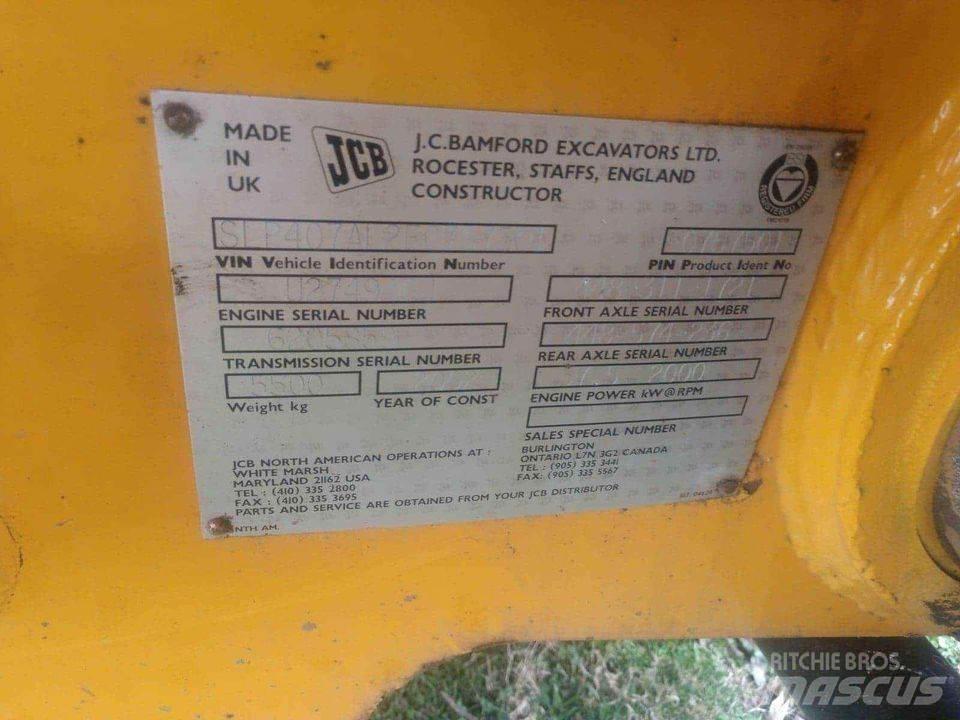 MADE
IN
UK
JCB
J.C.BAMFORD EXCAVATORS LTD.
ROCESTER, STAFFS, ENGLAND
CONSTRUCTOR
REGISTERED FIRM
VIN Vehicle Identification Number
PIN Product Ident No
ENGINE SERIAL NUMBER
FRONT AXLE SERIAL NUMBER
TRANSMISSION SERIAL NUMBER
REAR AXLE SERIAL NUMBER
5500
2000
Weight kg
YEAR OF CONST
ENGINE POWER kW@RPM
SALES SPECIAL NUMBER
JCB NORTH AMERICAN OPERATIONS AT :
WHITE MARSH
MARYLAND 21162 USA
TEL : (410) 335 2800
FAX : (410) 335 3695
BURLINGTON
ONTARIO L7N 3G2 CANADA
TEL : (905) 335 3441
FAX: (905) 335 5567
PARTS AND SERVICE ARE OBTAINED FROM YOUR JCB DISTRIBUTOR
NTH AM.
RITCHIE BROS.
MASCUS